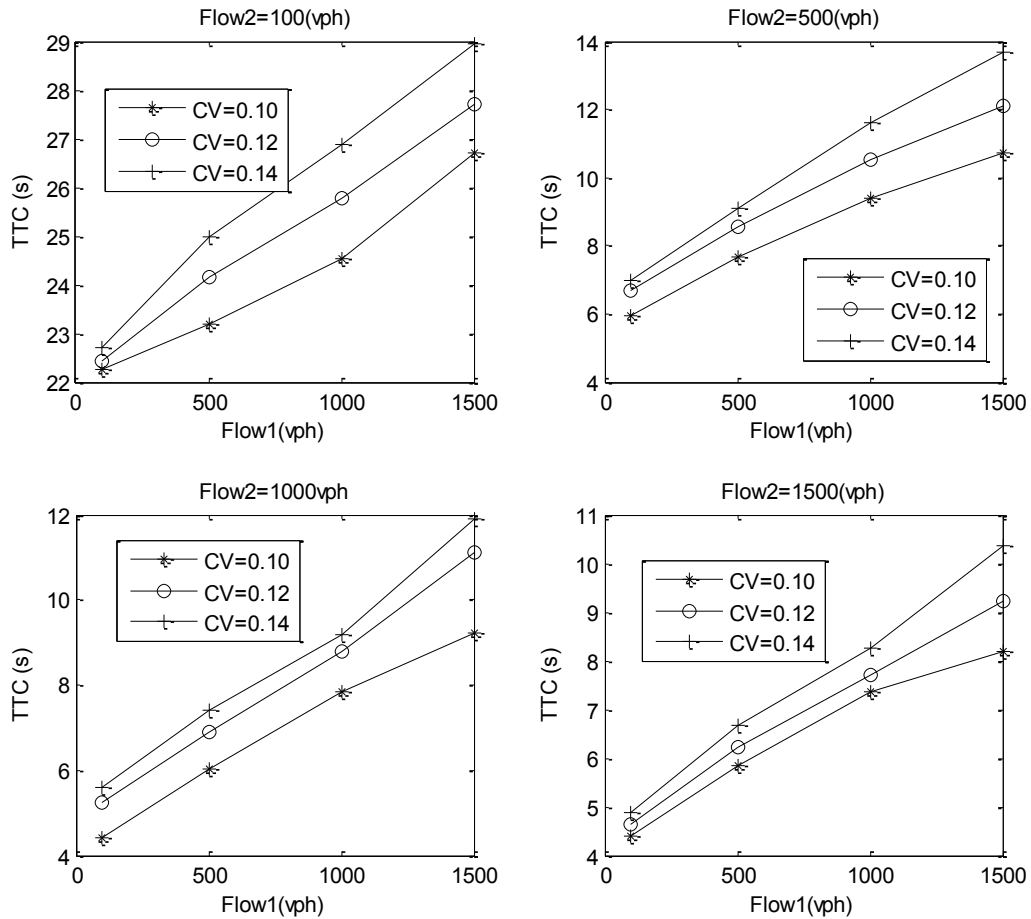 Flow2=100(vph)
29
28
27
26
25
24
23
22
TTC (s)
CV=0.10
CV=0.12
CV=0.14
0 500 1000 1500
Flow1(vph)
Flow2=500(vph)
14
12
10
8
6
4
TTC (s)
CV=0.10
CV=0.12
CV=0.14
0 500 1000 1500
Flow1(vph)
Flow2=1000vph
12
10
8
6
4
TTC (s)
CV=0.10
CV=0.12
CV=0.14
0 500 1000 1500
Flow1(vph)
Flow2=1500(vph)
11
10
9
8
7
6
5
4
TTC (s)
CV=0.10
CV=0.12
CV=0.14
0 500 1000 1500
Flow1(vph)